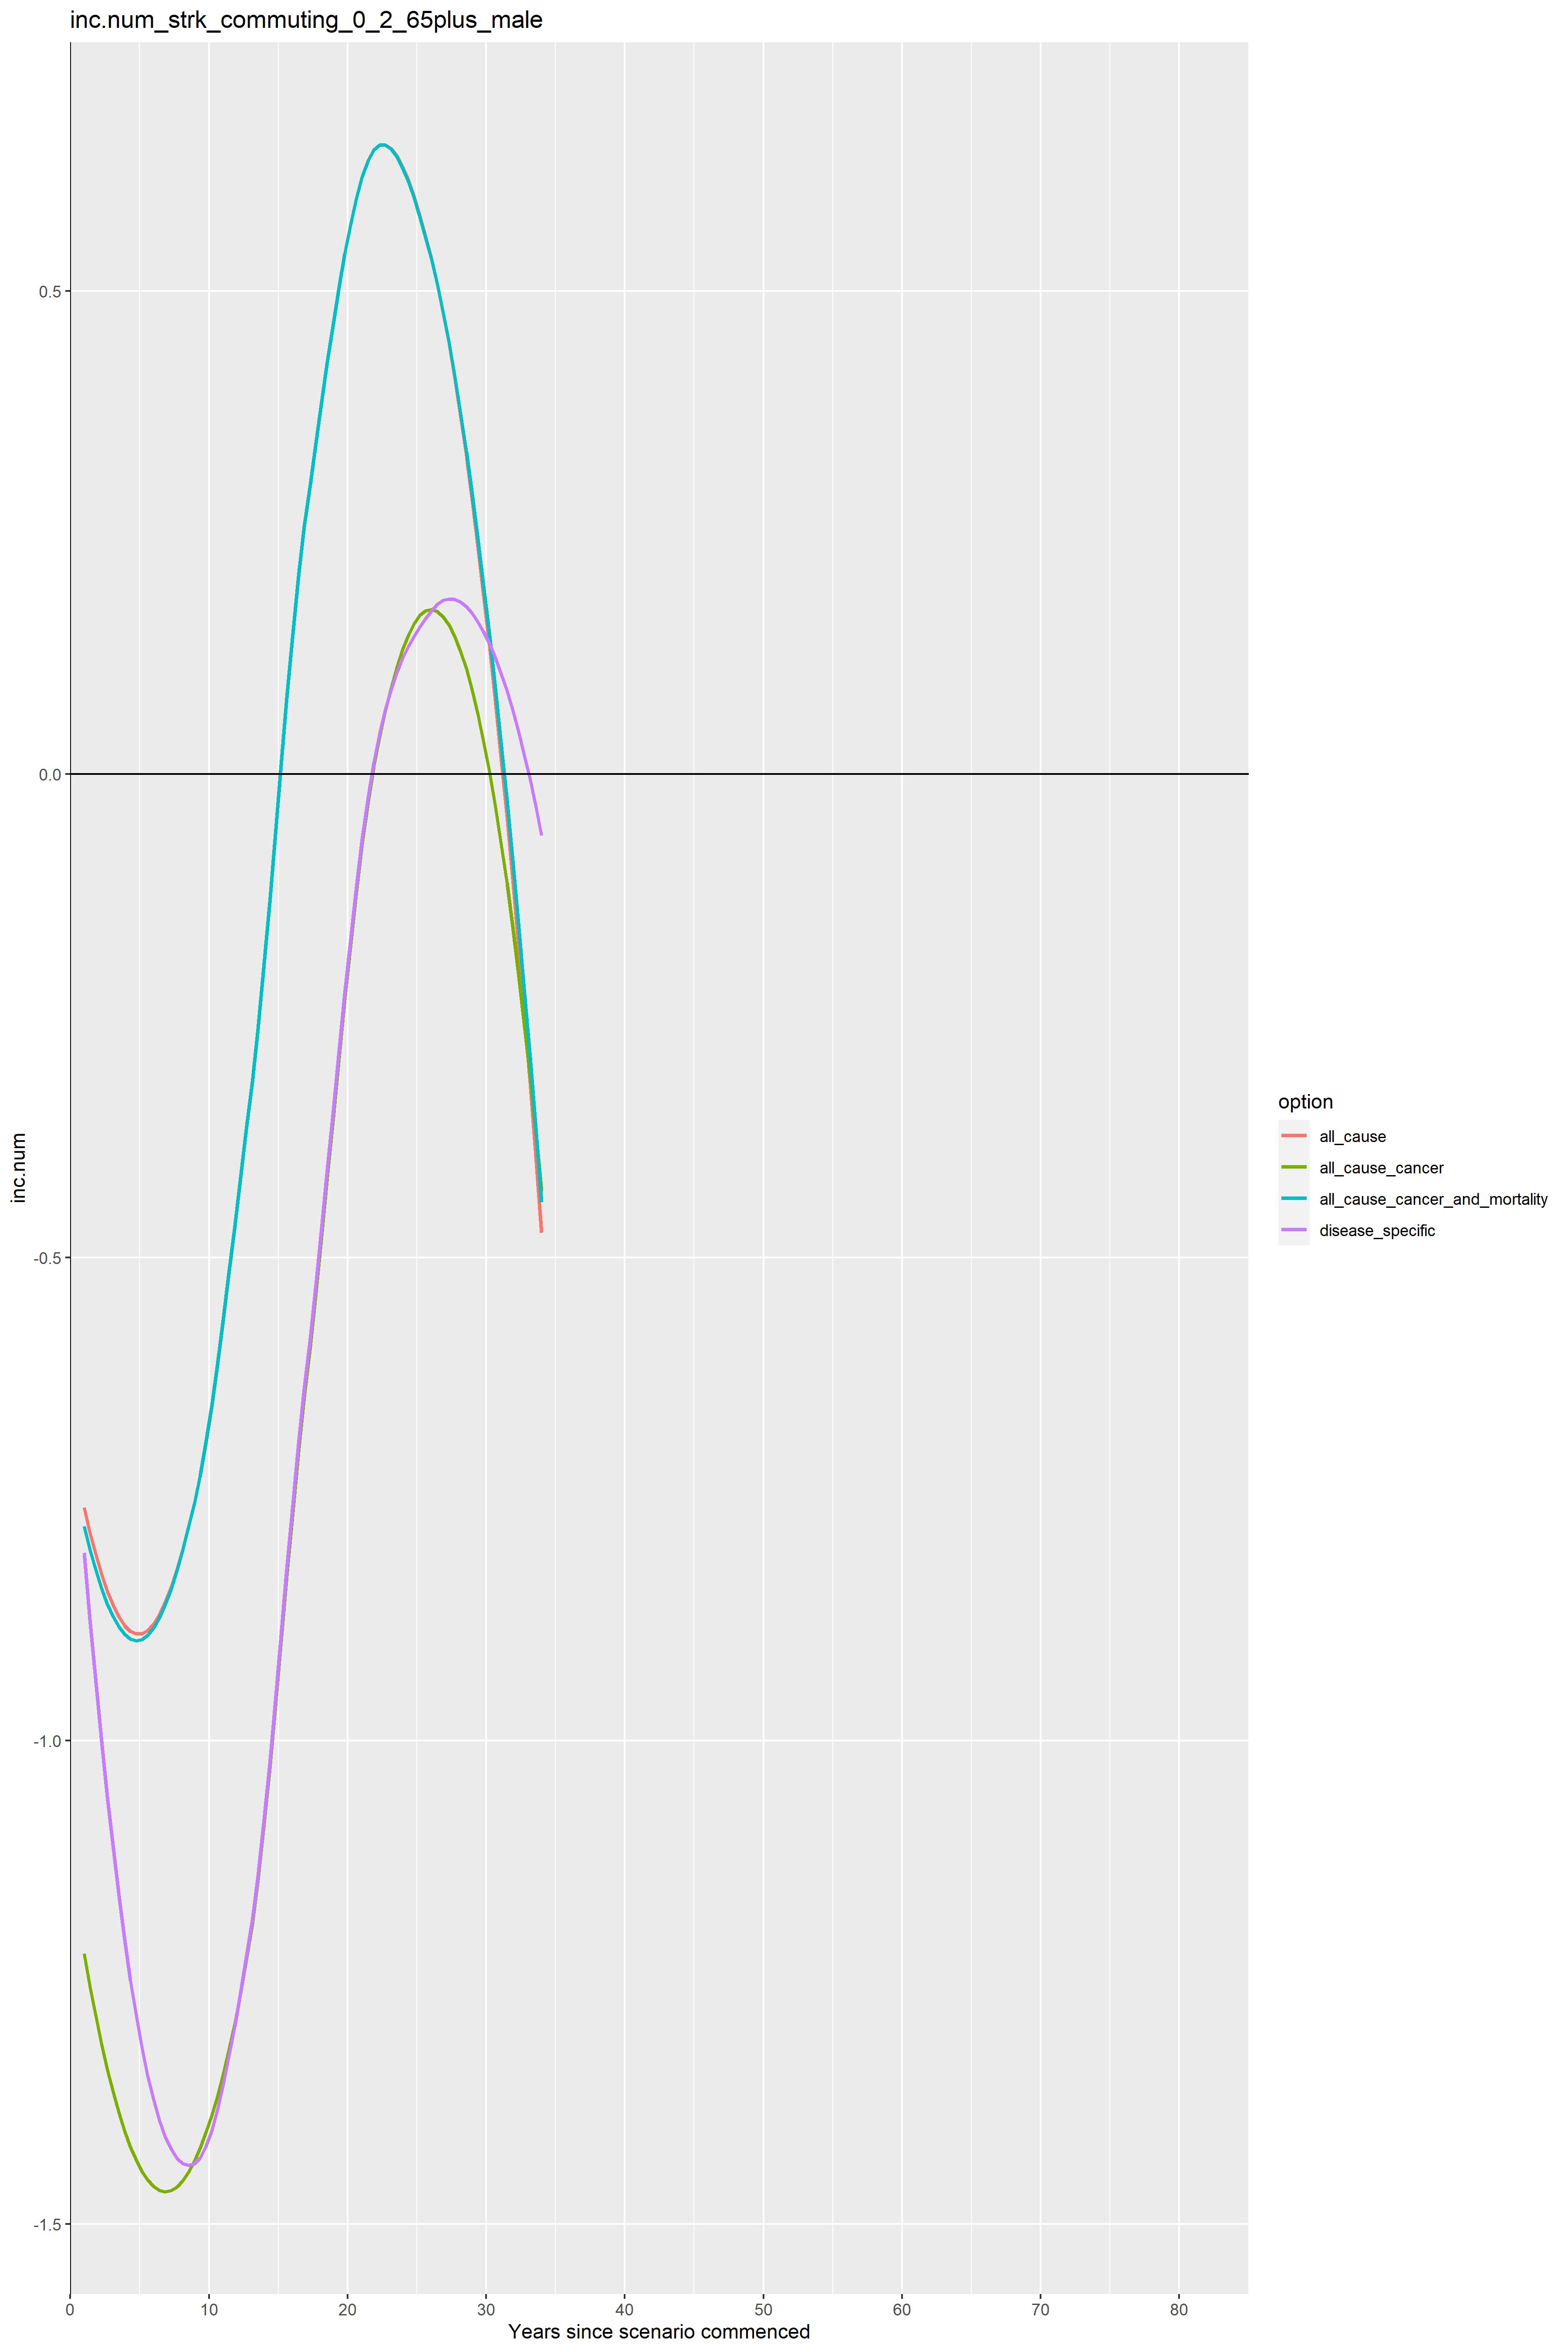 inc.num_strk_commuting_0_2_65plus_male
inc.num
0.5
0.0
-0.5
-1.0
-1.5
0 10 20 30 40 50 60 70 80
Years since scenario commenced
option
all_cause
all_cause_cancer
all_cause_cancer_and_mortality
disease_specific